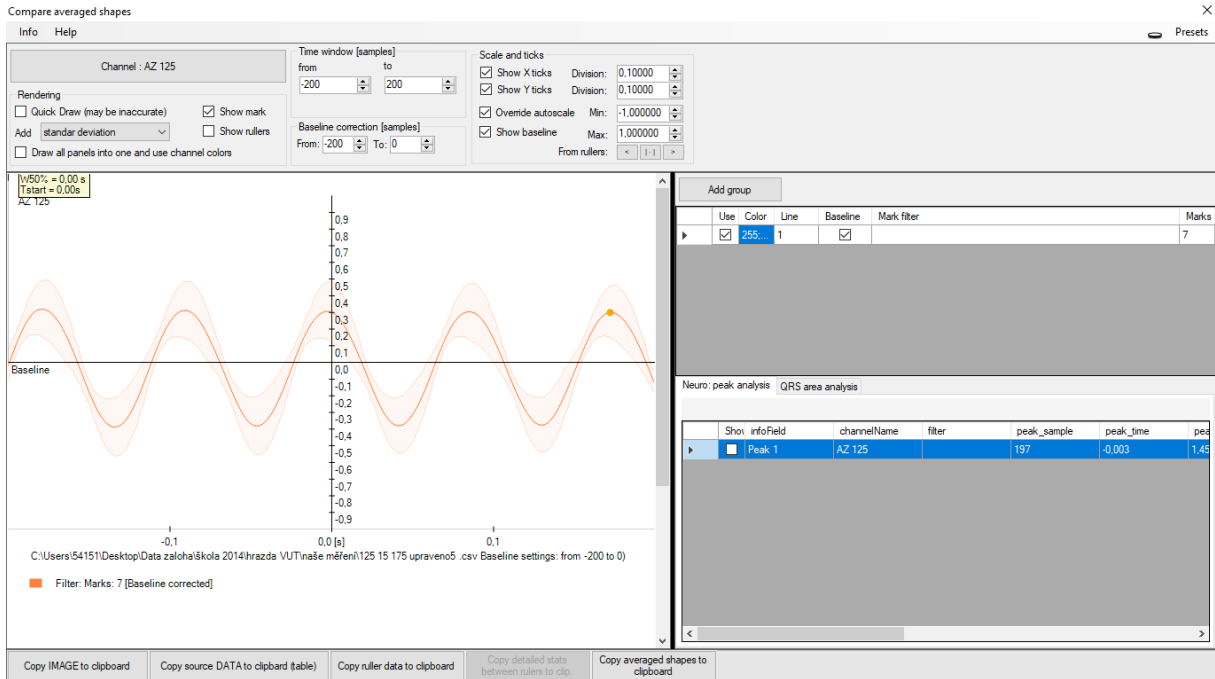 Compare averaged shapes
Info Help Presets
Channel : AZ 125
Rendering
Quick Draw (may be inaccurate) Show mark
Add standar deviation Show rullers
Draw all panels into one and use channel colors
Time window [samples]
from to
-200 200
Baseline correction [samples]
From: -200 To: 0
Scale and ticks
Show X ticks Division: 0,10000
Show Y ticks Division: 0,10000
Override autoscale Min: -1,000000
Show baseline Max: 1,000000
From rullers: < |-| >
W50% = 0,00 s
Tstart = 0,00s
AZ 125
0,9
0,8
0,7
0,6
0,5
0,4
0,3
0,2
0,1
0,0
Baseline
-0,1
-0,2
-0,3
-0,4
-0,5
-0,6
-0,7
-0,8
-0,9
-0,1 0,0 [s] 0,1
C:\Users\54151\Desktop\Data zaloha\škola 2014\hrazda VUT\naše měření\125 15 175 upraveno5 .csv Baseline settings: from -200 to 0)
Filter: Marks: 7 [Baseline corrected]
Add group
Use Color Line Baseline Mark filter Marks
255;... 1 7
Neuro: peak analysis QRS area analysis
Shov infoField channelName filter peak_sample peak_time pea
Peak 1 AZ 125 197 -0,003 1,45
Copy IMAGE to clipboard
Copy source DATA to clipbard (table)
Copy ruller data to clipboard
Copy detailed stats
between rulers to clip.
Copy averaged shapes to
clipboard